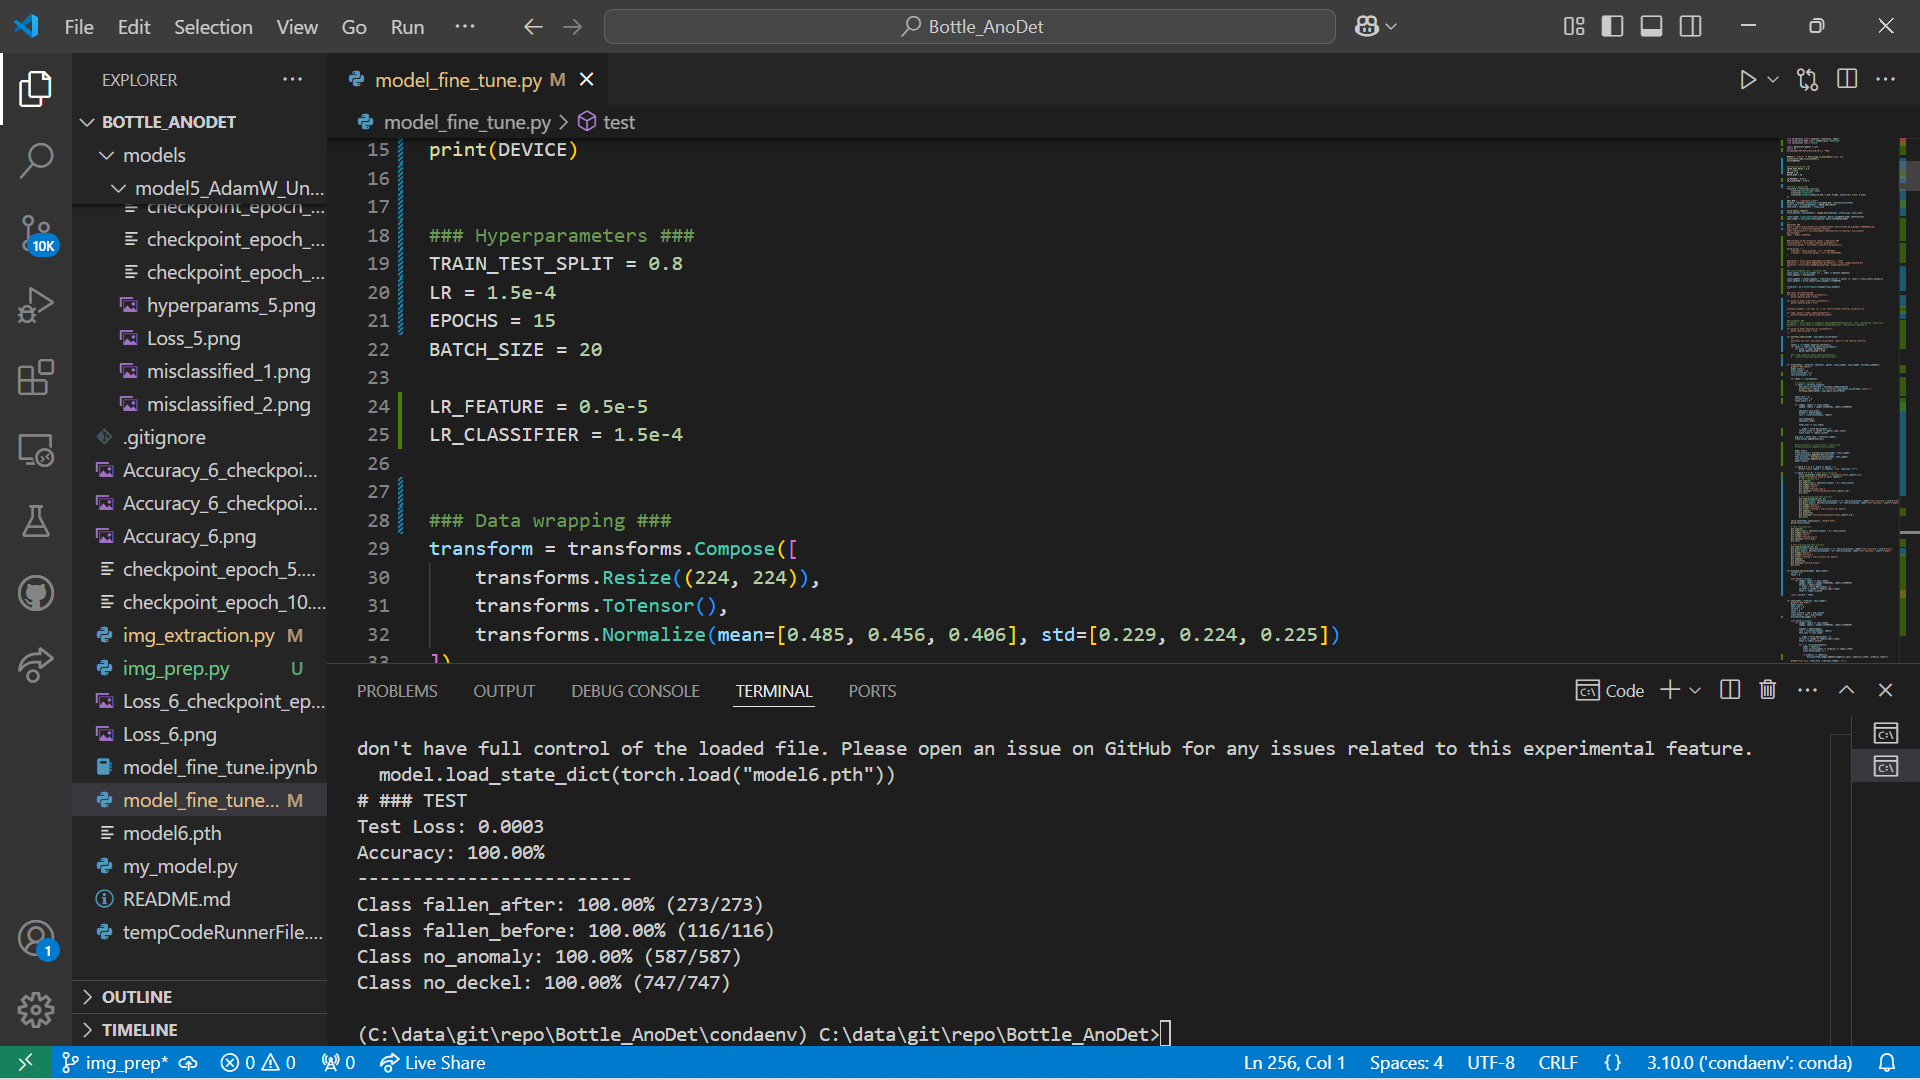 File Edit Selection View Go Run ··· Bottle_AnoDet
EXPLORER ···
BOTTLE_ANODET
models
model5_AdamW_Un...
checkpoint_epoch_...
checkpoint_epoch_...
checkpoint_epoch_...
hyperparams_5.png
Loss_5.png
misclassified_1.png
misclassified_2.png
.gitignore
Accuracy_6_checkpoi...
Accuracy_6_checkpoi...
Accuracy_6.png
checkpoint_epoch_5....
checkpoint_epoch_10....
img_extraction.py M
img_prep.py U
Loss_6_checkpoint_ep...
Loss_6.png
model_fine_tune.ipynb
model_fine_tune... M
model6.pth
my_model.py
README.md
tempCodeRunnerFile....
OUTLINE
TIMELINE
10K
1
model_fine_tune.py M
model_fine_tune.py > test
15 print(DEVICE)
16
17
18 ### Hyperparameters ###
19 TRAIN_TEST_SPLIT = 0.8
20 LR = 1.5e-4
21 EPOCHS = 15
22 BATCH_SIZE = 20
23
24 LR_FEATURE = 0.5e-5
25 LR_CLASSIFIER = 1.5e-4
26
27
28 ### Data wrapping ###
29 transform = transforms.Compose([
30 transforms.Resize((224, 224)),
31 transforms.ToTensor(),
32 transforms.Normalize(mean=[0.485, 0.456, 0.406], std=[0.229, 0.224, 0.225])
33 ])
PROBLEMS OUTPUT DEBUG CONSOLE TERMINAL PORTS Code
don't have full control of the loaded file. Please open an issue on GitHub for any issues related to this experimental feature.
model.load_state_dict(torch.load("model6.pth"))
# ### TEST
Test Loss: 0.0003
Accuracy: 100.00%
-------------------------
Class fallen_after: 100.00% (273/273)
Class fallen_before: 100.00% (116/116)
Class no_anomaly: 100.00% (587/587)
Class no_deckel: 100.00% (747/747)
(C:\data\git\repo\Bottle_AnoDet\condaenv) C:\data\git\repo\Bottle_AnoDet>
img_prep* 0 0 0 Live Share Ln 256, Col 1 Spaces: 4 UTF-8 CRLF {} 3.10.0 ('condaenv': conda)